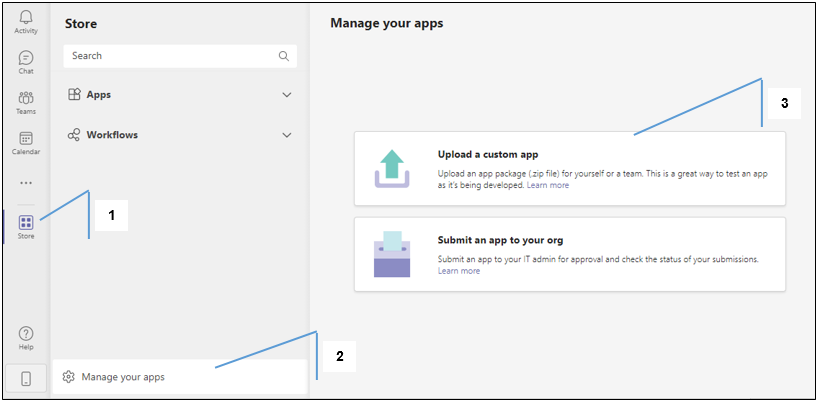 Activity
Chat
Teams
Calendar
Store
Help
Store
Search
Apps
Workflows
Manage your apps
Manage your apps
Upload a custom app
Upload an app package (.zip file) for yourself or a team. This is a great way to test an app
as it's being developed. Learn more
Submit an app to your org
Submit an app to your IT admin for approval and check the status of your submissions.
Learn more
1
2
3